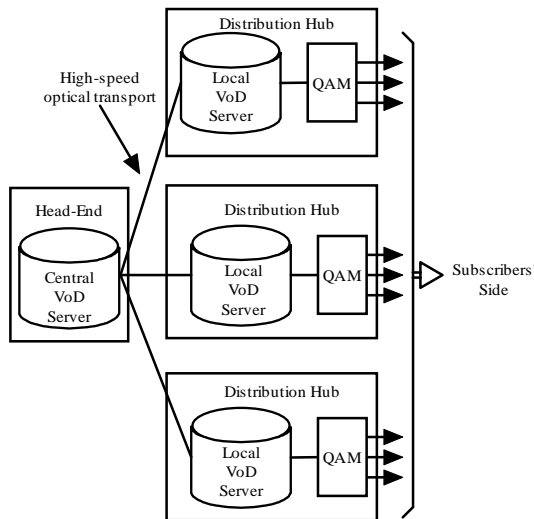 Distribution Hub
High-speed
optical transport
Local
VoD
Server
QAM
Head-End
Central
VoD
Server
Distribution Hub
Local
VoD
Server
QAM
Subscribers'
Side
Distribution Hub
Local
VoD
Server
QAM